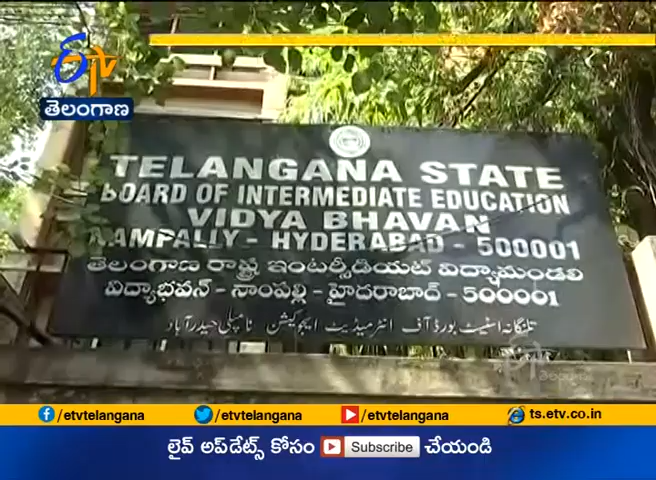 etv
తెలంగాణ
TELANGANA STATE
BOARD OF INTERMEDIATE EDUCATION
VIDYA BHAVAN
NAMPALLY - HYDERABAD - 500001
తెలంగాణ రాష్ట్ర ఇంటర్మీడియట్ విద్యామండలి
విద్యాభవన్ - నాంపల్లి - హైదరాబాద్ - 500001
تلنگانہ اسٹیٹ بورڈ آف انٹرمیڈیٹ ایجوکیشن نامپلی حیدرآباد
/etvtelangana /etvtelangana /etvtelangana ts.etv.co.in
లైవ్ అప్‌డేట్స్ కోసం Subscribe చేయండి